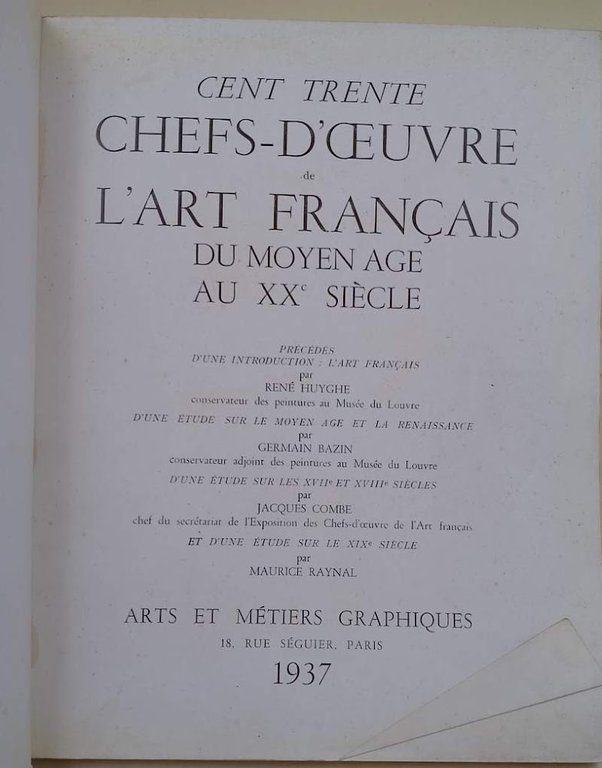 CENT TRENTE
CHEFS-D'ŒUVRE
de
L'ART FRANÇAIS
DU MOYEN AGE
AU XXᵉ SIÈCLE
PRÉCÉDÉS
D'UNE INTRODUCTION : L'ART FRANÇAIS
par
RENÉ HUYGHE
conservateur des peintures au Musée du Louvre
D'UNE ÉTUDE SUR LE MOYEN AGE ET LA RENAISSANCE
par
GERMAIN BAZIN
conservateur adjoint des peintures au Musée du Louvre
D'UNE ÉTUDE SUR LES XVIIᵉ ET XVIIIᵉ SIÈCLES
par
JACQUES COMBE
chef du secrétariat de l'Exposition des Chefs-d'œuvre de l'Art français
ET D'UNE ÉTUDE SUR LE XIXᵉ SIÈCLE
par
MAURICE RAYNAL
ARTS ET MÉTIERS GRAPHIQUES
18, RUE SÉGUIER, PARIS
1937